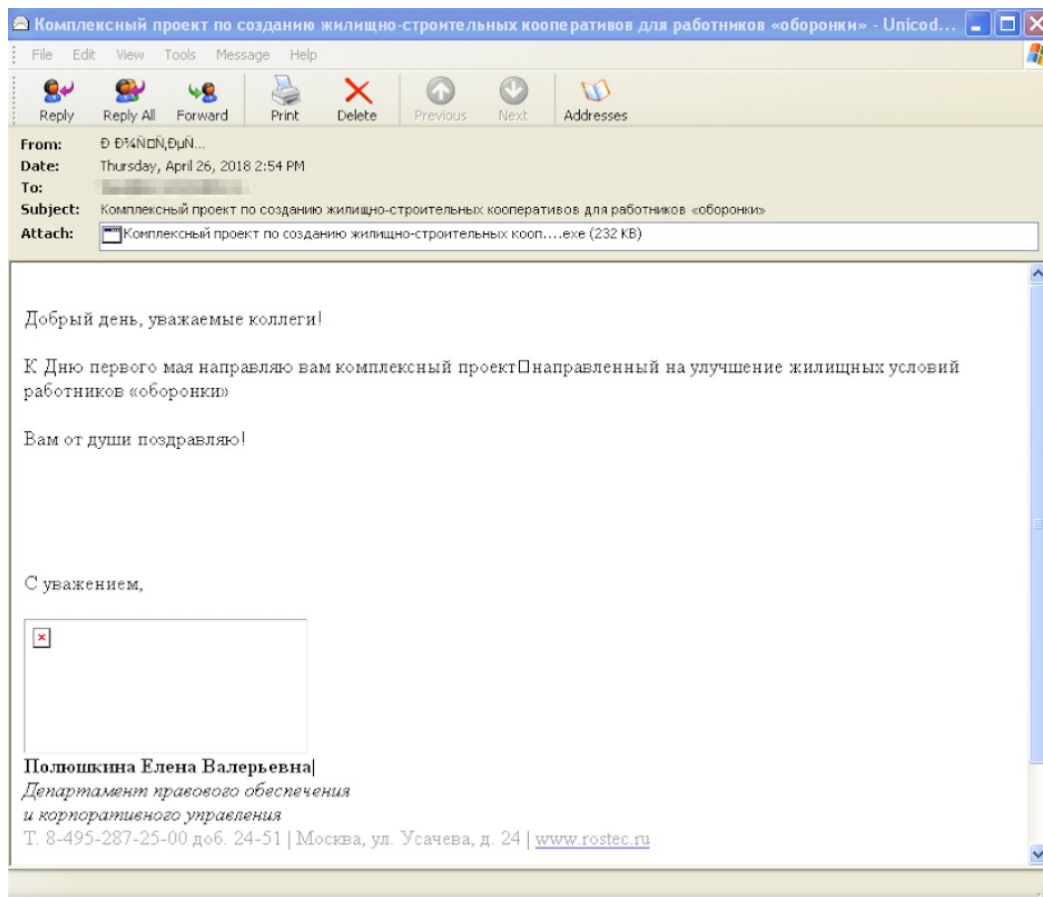 Комплексный проект по созданию жилищно-строительных кооперативов для работников «оборонки» - Unicod...
File Edit View Tools Message Help
Reply Reply All Forward Print Delete Previous Next Addresses
From: Ð Ð¾Ñ□Ñ‚ÐµÑ...
Date: Thursday, April 26, 2018 2:54 PM
To:
Subject: Комплексный проект по созданию жилищно-строительных кооперативов для работников «оборонки»
Attach: Комплексный проект по созданию жилищно-строительных кооп....exe (232 KB)
Добрый день, уважаемые коллеги!
К Дню первого мая направляю вам комплексный проект□направленный на улучшение жилищных условий
работников «оборонки»
Вам от души поздравляю!
С уважением,
Полюшкина Елена Валерьевна
Департамент правового обеспечения
и корпоративного управления
Т. 8-495-287-25-00 доб. 24-51 | Москва, ул. Усачева, д. 24 | www.rostec.ru